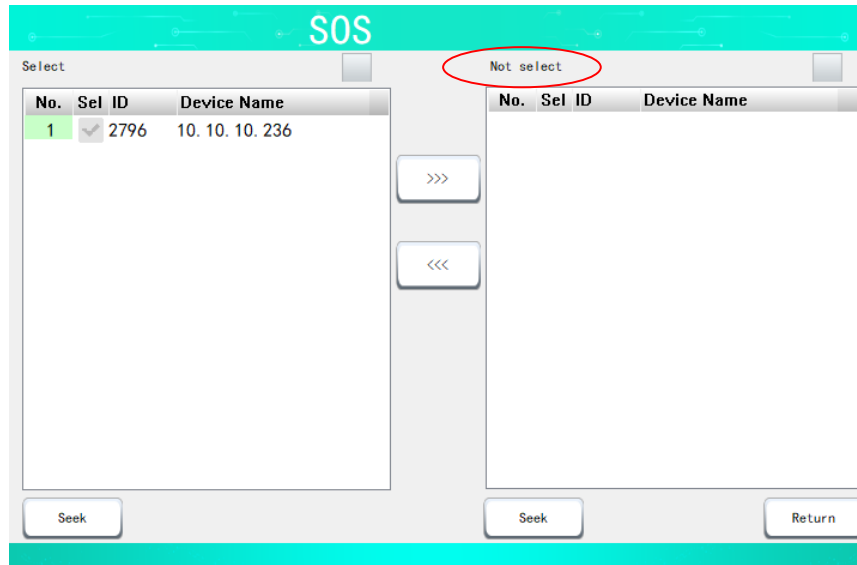 SOS
Select
Not select
No. Sel ID Device Name
No. Sel ID Device Name
1 2796 10. 10. 10. 236
>>>
<<<
Seek
Seek
Return